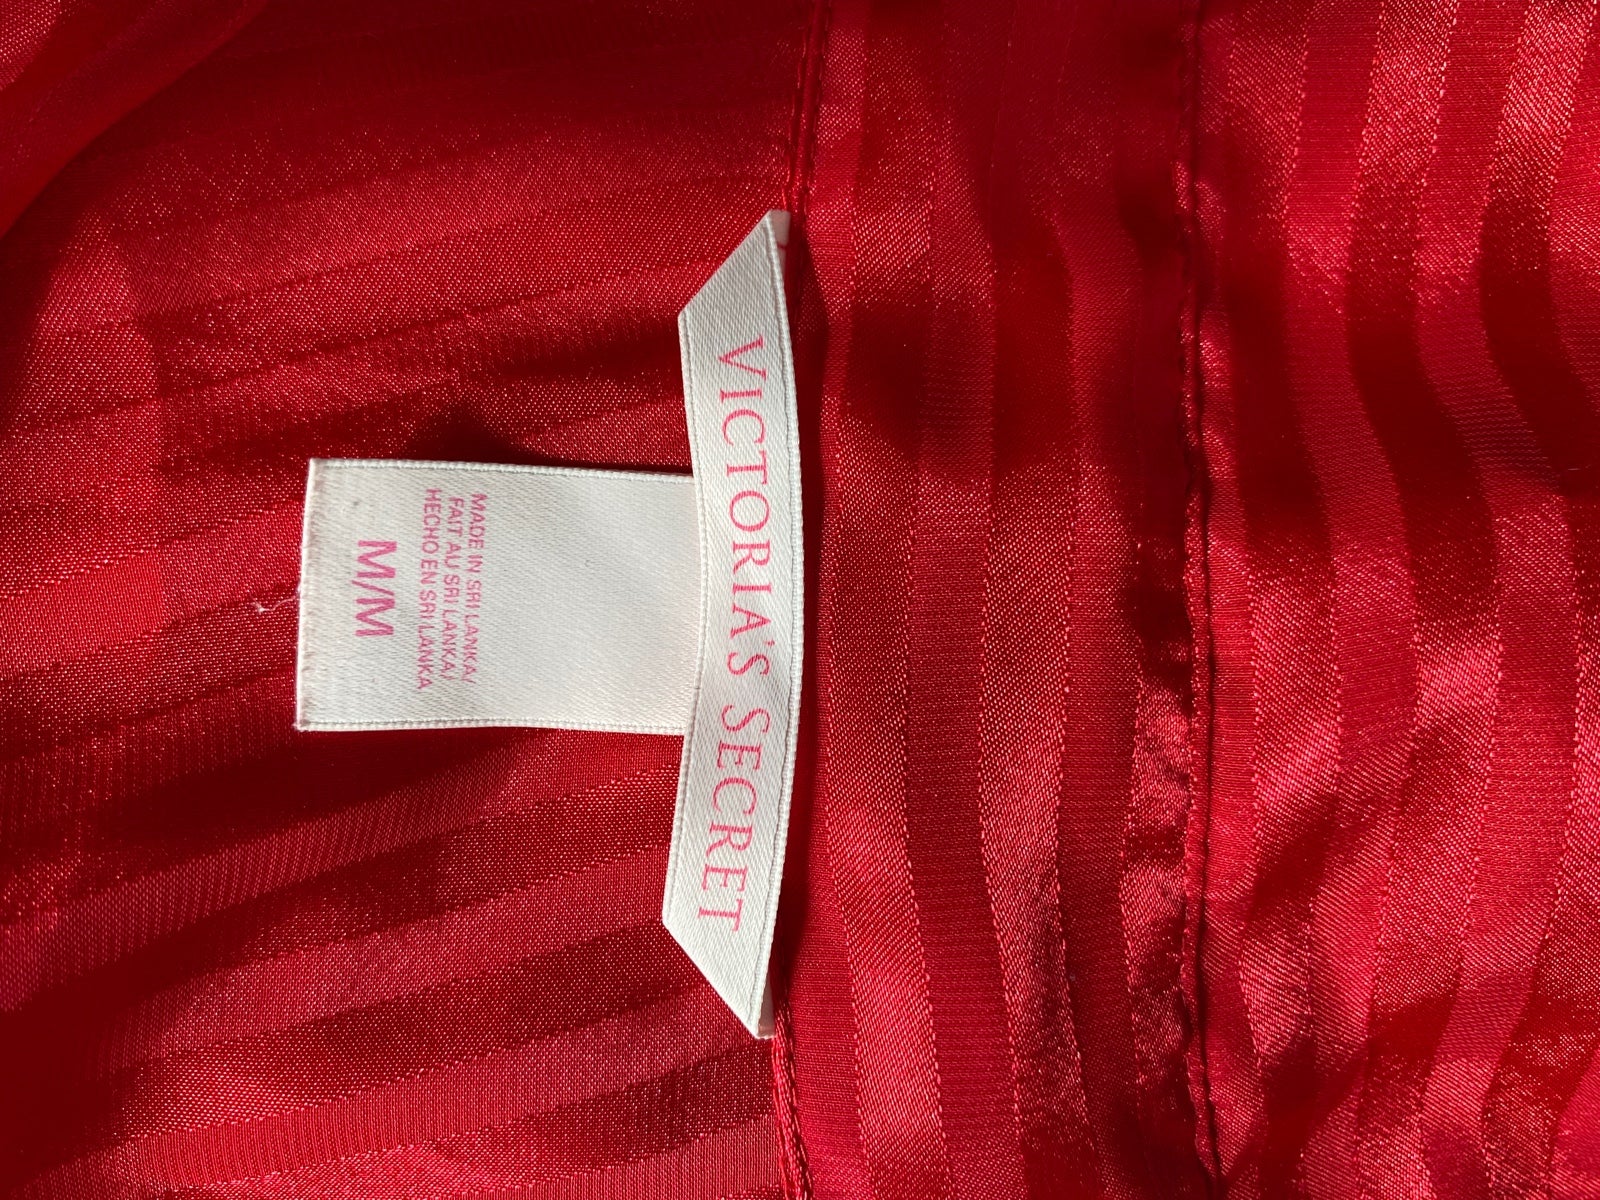 VICTORIA'S SECRET
MADE IN SRI LANKA/
FAIT AU SRI LANKA/
HECHO EN SRI LANKA
M/M